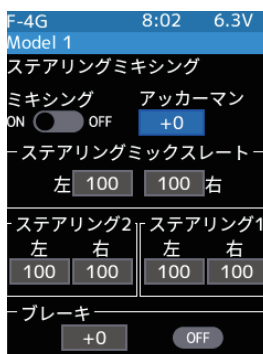 F-4G 8:02 6.3V
Model 1
ステアリングミキシング
ミキシング アッカーマン
ON OFF +0
ステアリングミックスレート
左 100 100 右
ステアリング2 ステアリング1
左 右 左 右
100 100 100 100
ブレーキ
+0 OFF